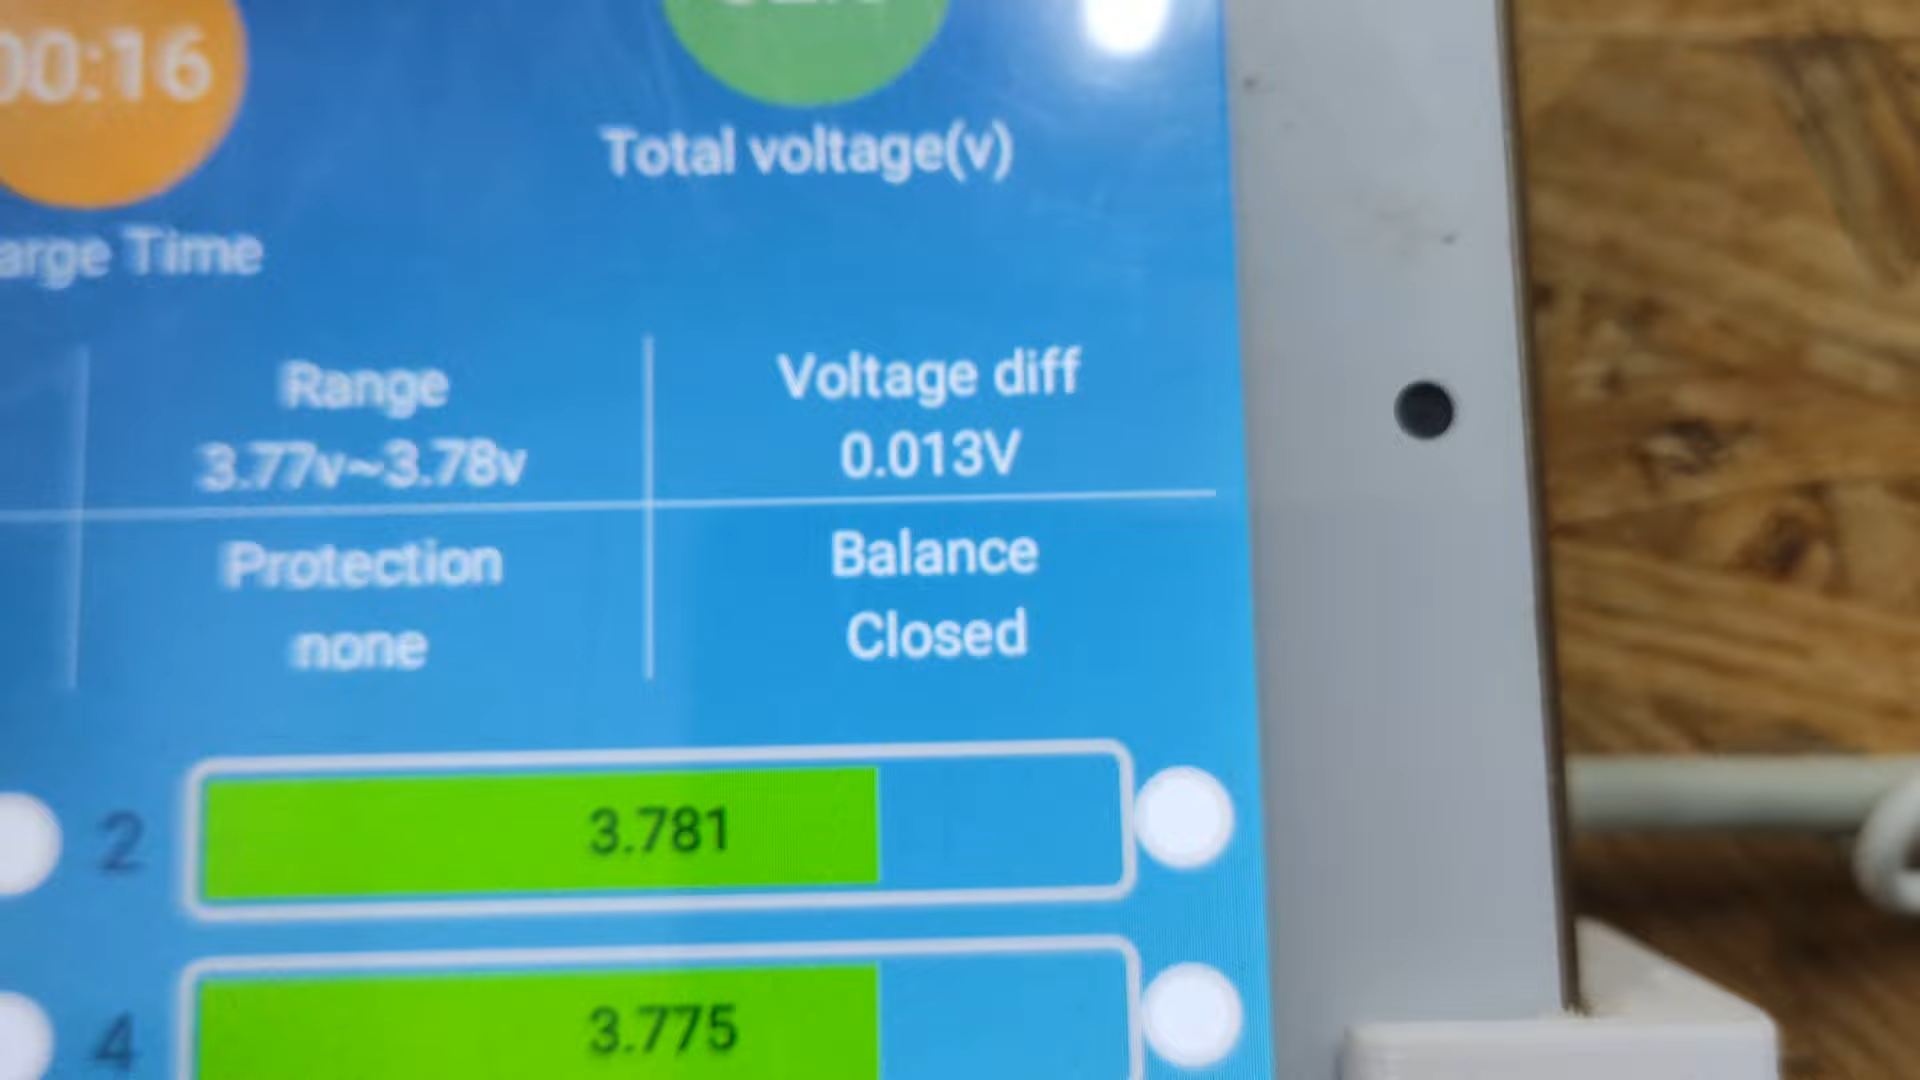 00:16
Total voltage(v)
arge Time
Range
3.77v~3.78v
Voltage diff
0.013V
Protection
none
Balance
Closed
2
3.781
4
3.775